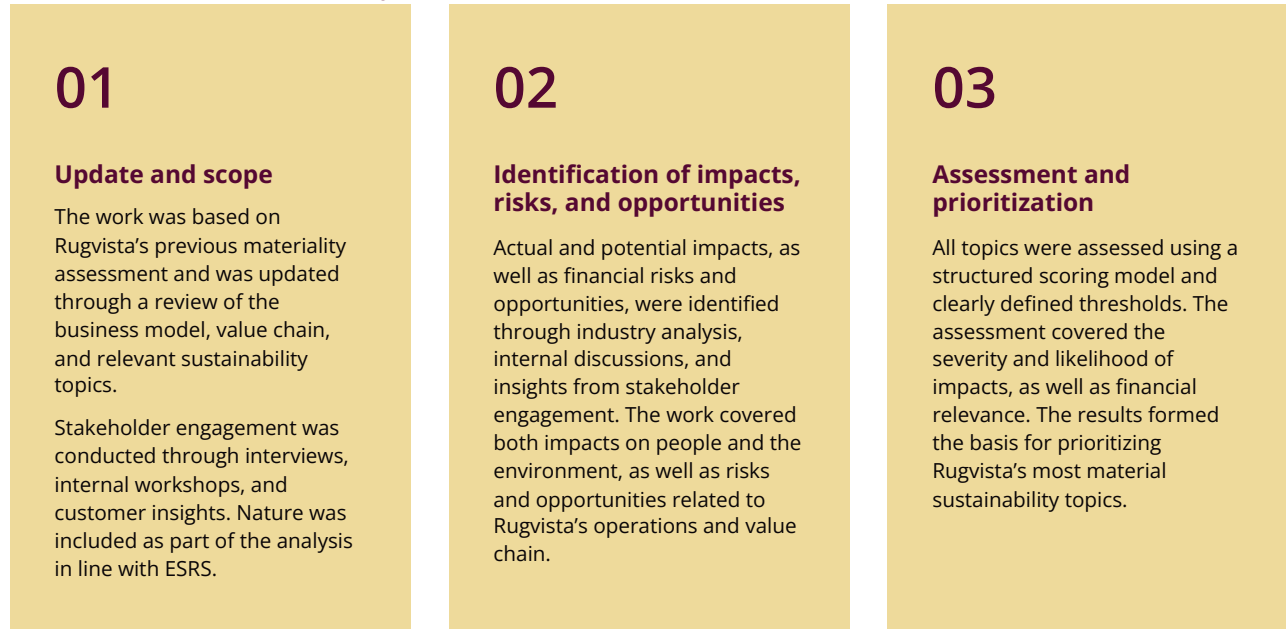 01
Update and scope
The work was based on
Rugvista’s previous materiality
assessment and was updated
through a review of the
business model, value chain,
and relevant sustainability
topics.
Stakeholder engagement was
conducted through interviews,
internal workshops, and
customer insights. Nature was
included as part of the analysis
in line with ESRS.
02
Identification of impacts,
risks, and opportunities
Actual and potential impacts, as
well as financial risks and
opportunities, were identified
through industry analysis,
internal discussions, and
insights from stakeholder
engagement. The work covered
both impacts on people and the
environment, as well as risks
and opportunities related to
Rugvista’s operations and value
chain.
03
Assessment and
prioritization
All topics were assessed using a
structured scoring model and
clearly defined thresholds. The
assessment covered the
severity and likelihood of
impacts, as well as financial
relevance. The results formed
the basis for prioritizing
Rugvista’s most material
sustainability topics.